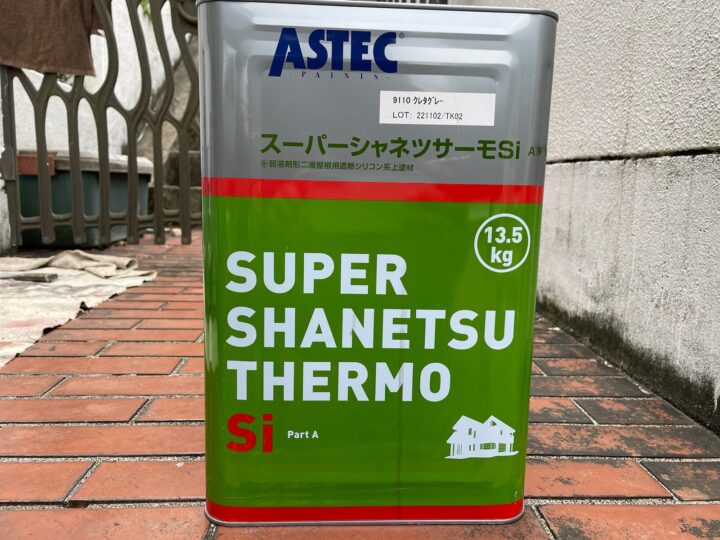 ASTEC®
PAINTS
9110 クレタグレー
LOT: 221102/TK02
スーパーシャネツサーモSi A液
弱溶剤形二液屋根用遮熱シリコン系上塗材
13.5
kg
SUPER
SHANETSU
THERMO
Si Part A